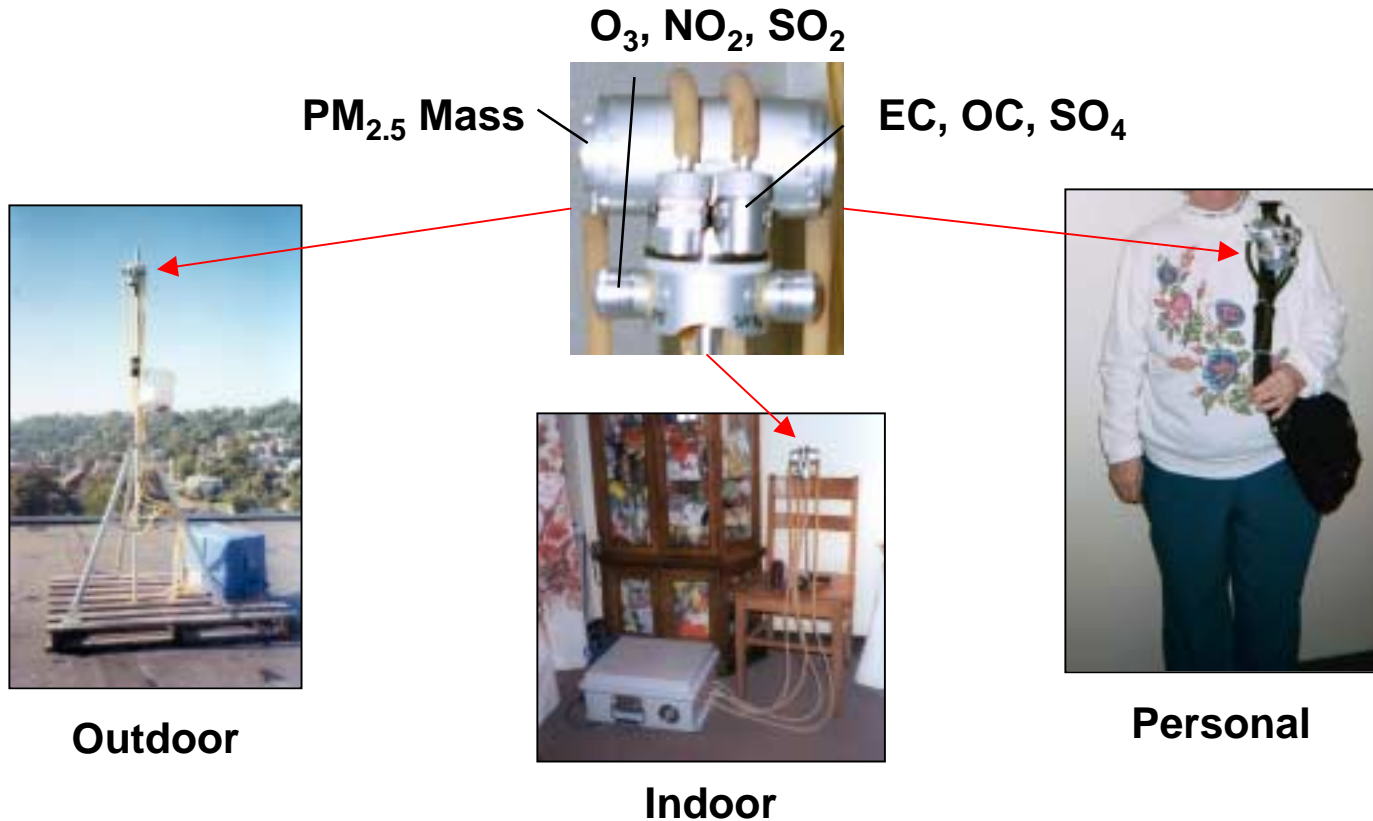 O₃, NO₂, SO₂
PM₂.₅ Mass
EC, OC, SO₄
Outdoor
Indoor
Personal